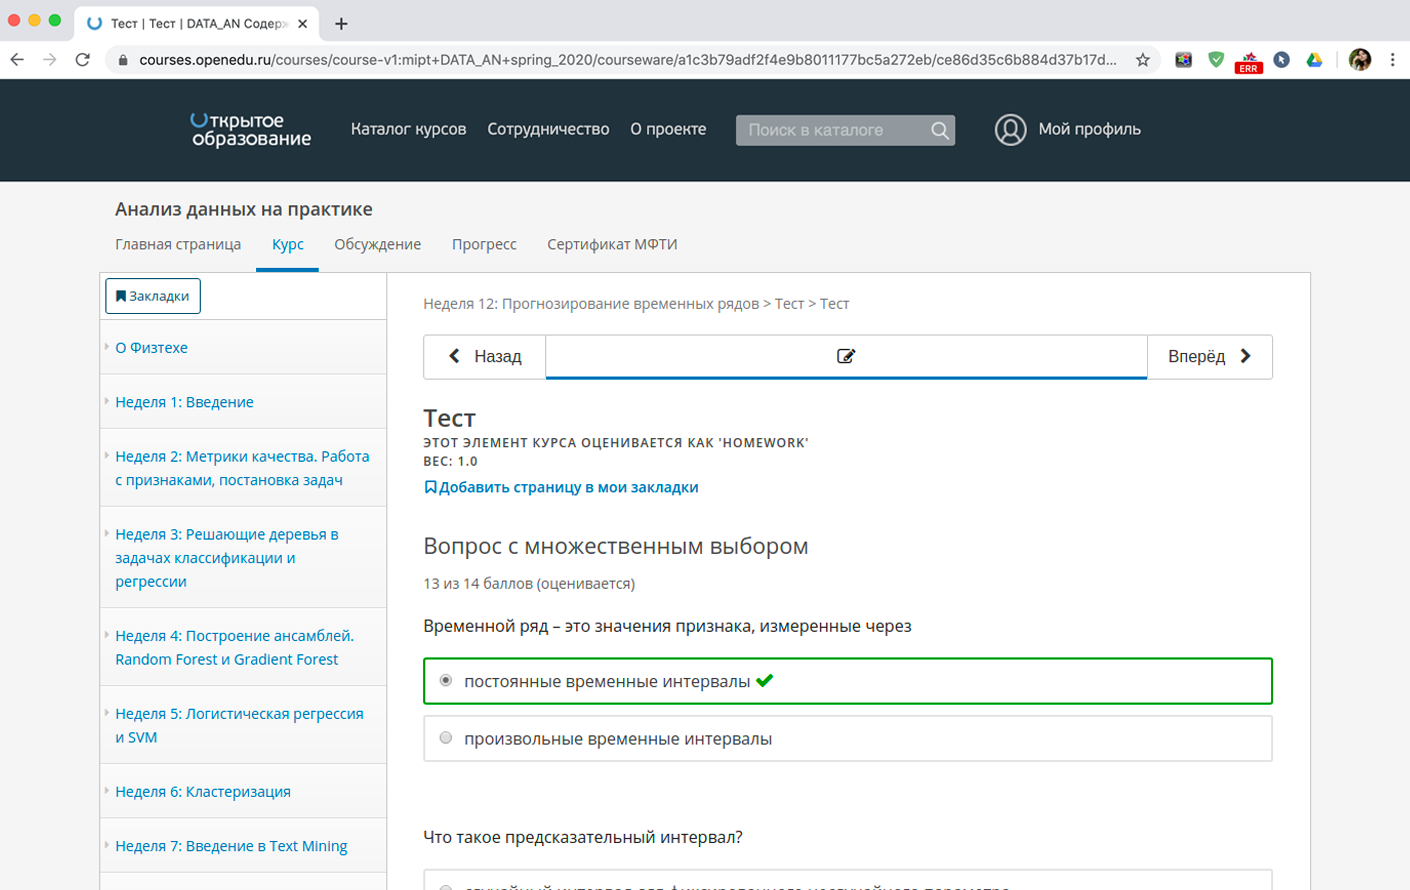 Тест | Тест | DATA_AN Содерж
courses.openedu.ru/courses/course-v1:mipt+DATA_AN+spring_2020/courseware/a1c3b79adf2f4e9b8011177bc5a272eb/ce86d35c6b884d37b17d...
ERR
Открытое образование
Каталог курсов
Сотрудничество
О проекте
Поиск в каталоге
Мой профиль
Анализ данных на практике
Главная страница
Курс
Обсуждение
Прогресс
Сертификат МФТИ
Закладки
О Физтехе
Неделя 1: Введение
Неделя 2: Метрики качества. Работа
с признаками, постановка задач
Неделя 3: Решающие деревья в
задачах классификации и
регрессии
Неделя 4: Построение ансамблей.
Random Forest и Gradient Forest
Неделя 5: Логистическая регрессия
и SVM
Неделя 6: Кластеризация
Неделя 7: Введение в Text Mining
Неделя 12: Прогнозирование временных рядов > Тест > Тест
Назад
Вперёд
Тест
ЭТОТ ЭЛЕМЕНТ КУРСА ОЦЕНИВАЕТСЯ КАК 'HOMEWORK'
ВЕС: 1.0
Добавить страницу в мои закладки
Вопрос с множественным выбором
13 из 14 баллов (оценивается)
Временной ряд – это значения признака, измеренные через
постоянные временные интервалы
произвольные временные интервалы
Что такое предсказательный интервал?